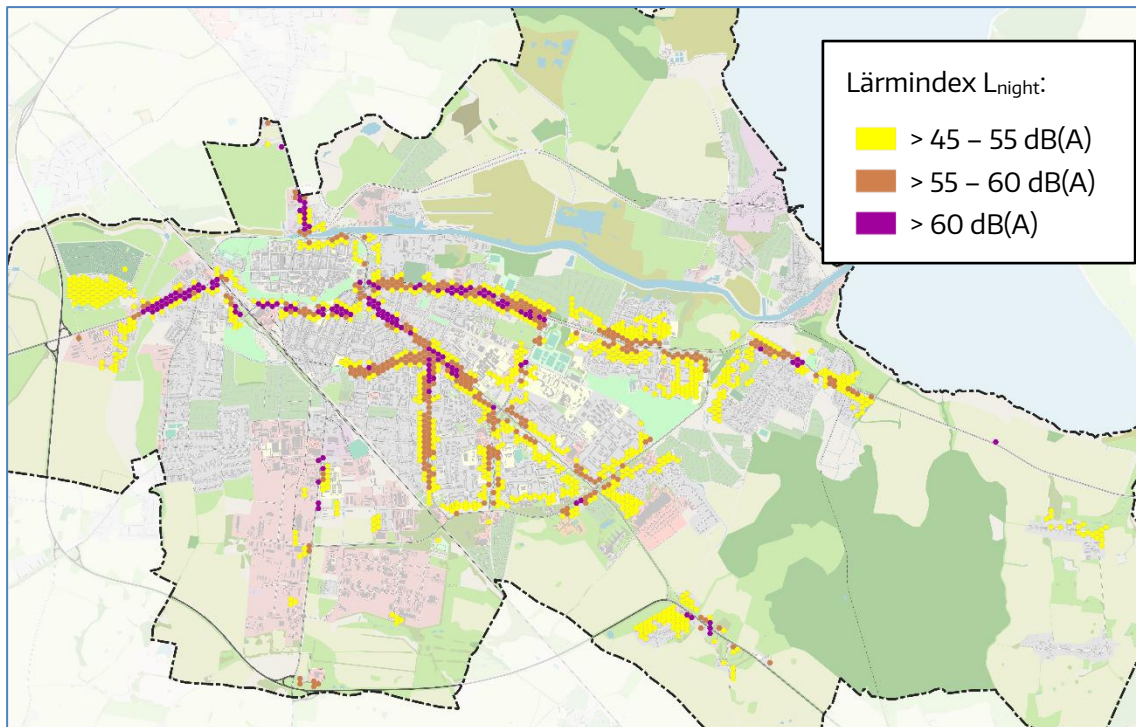 Lärmindex Lnight:
> 45 – 55 dB(A)
> 55 – 60 dB(A)
> 60 dB(A)